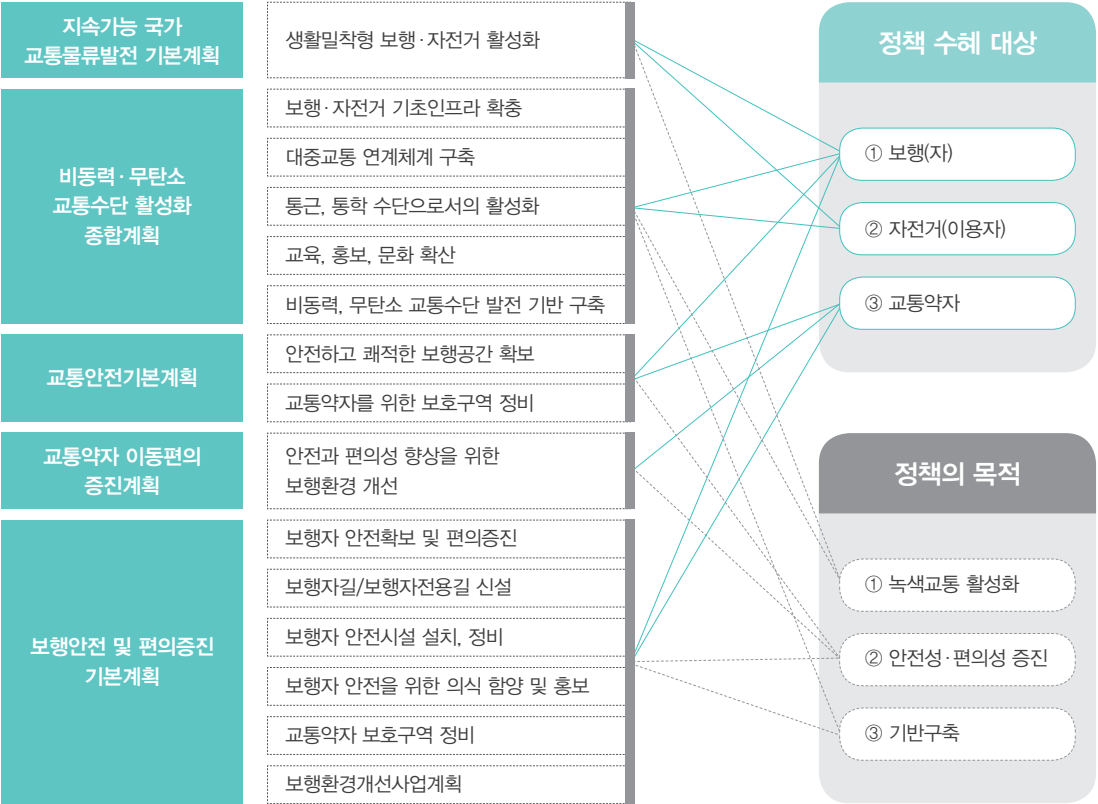 지속가능 국가
교통물류발전 기본계획
생활밀착형 보행·자전거 활성화
비동력·무탄소
교통수단 활성화
종합계획
보행·자전거 기초인프라 확충
대중교통 연계체계 구축
통근, 통학 수단으로서의 활성화
교육, 홍보, 문화 확산
비동력, 무탄소 교통수단 발전 기반 구축
교통안전기본계획
안전하고 쾌적한 보행공간 확보
교통약자를 위한 보호구역 정비
교통약자 이동편의
증진계획
안전과 편의성 향상을 위한
보행환경 개선
보행안전 및 편의증진
기본계획
보행자 안전확보 및 편의증진
보행자길/보행자전용길 신설
보행자 안전시설 설치, 정비
보행자 안전을 위한 의식 함양 및 홍보
교통약자 보호구역 정비
보행환경개선사업계획
정책 수혜 대상
① 보행(자)
② 자전거(이용자)
③ 교통약자
정책의 목적
① 녹색교통 활성화
② 안전성·편의성 증진
③ 기반구축